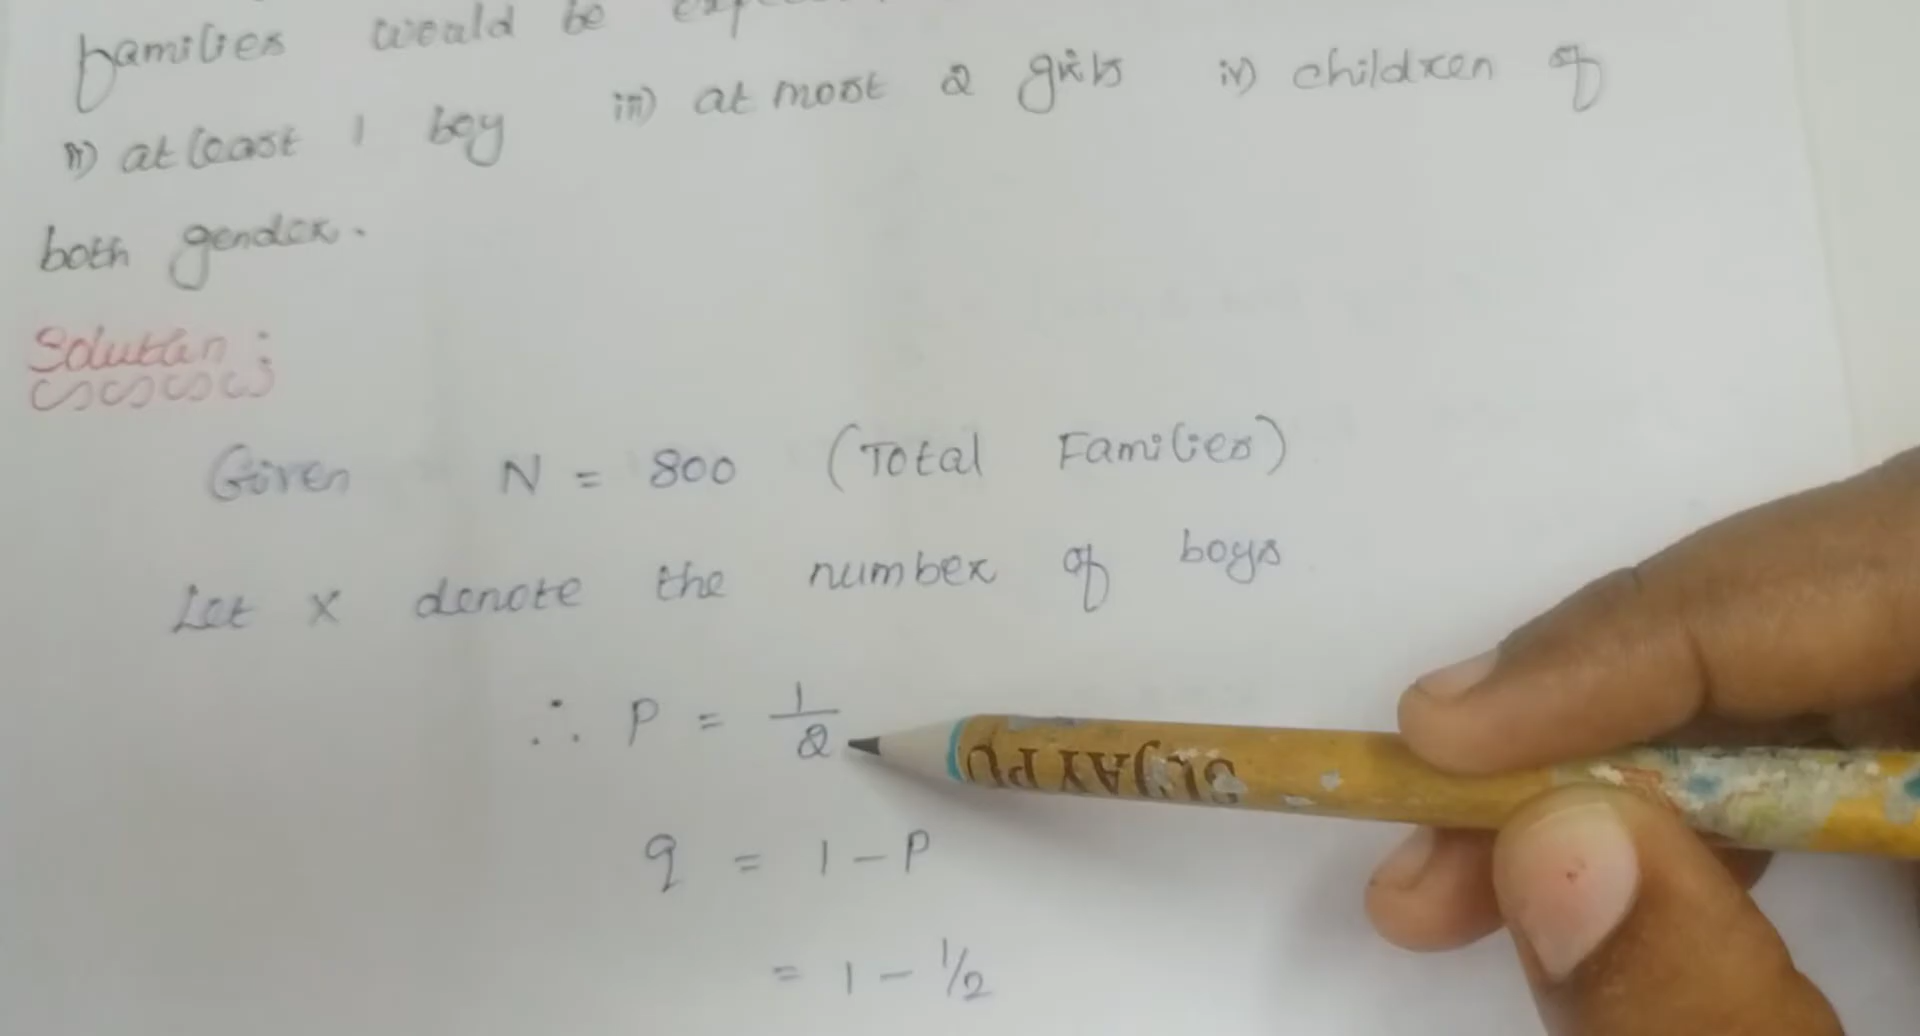 families would be
ii) at least 1 boy iii) at most 2 girls iv) children of
both gender.
Solution :
Given N = 800 (Total Families)
Let X denote the number of boys
∴ P = 1/2
q = 1 - P
= 1 - 1/2